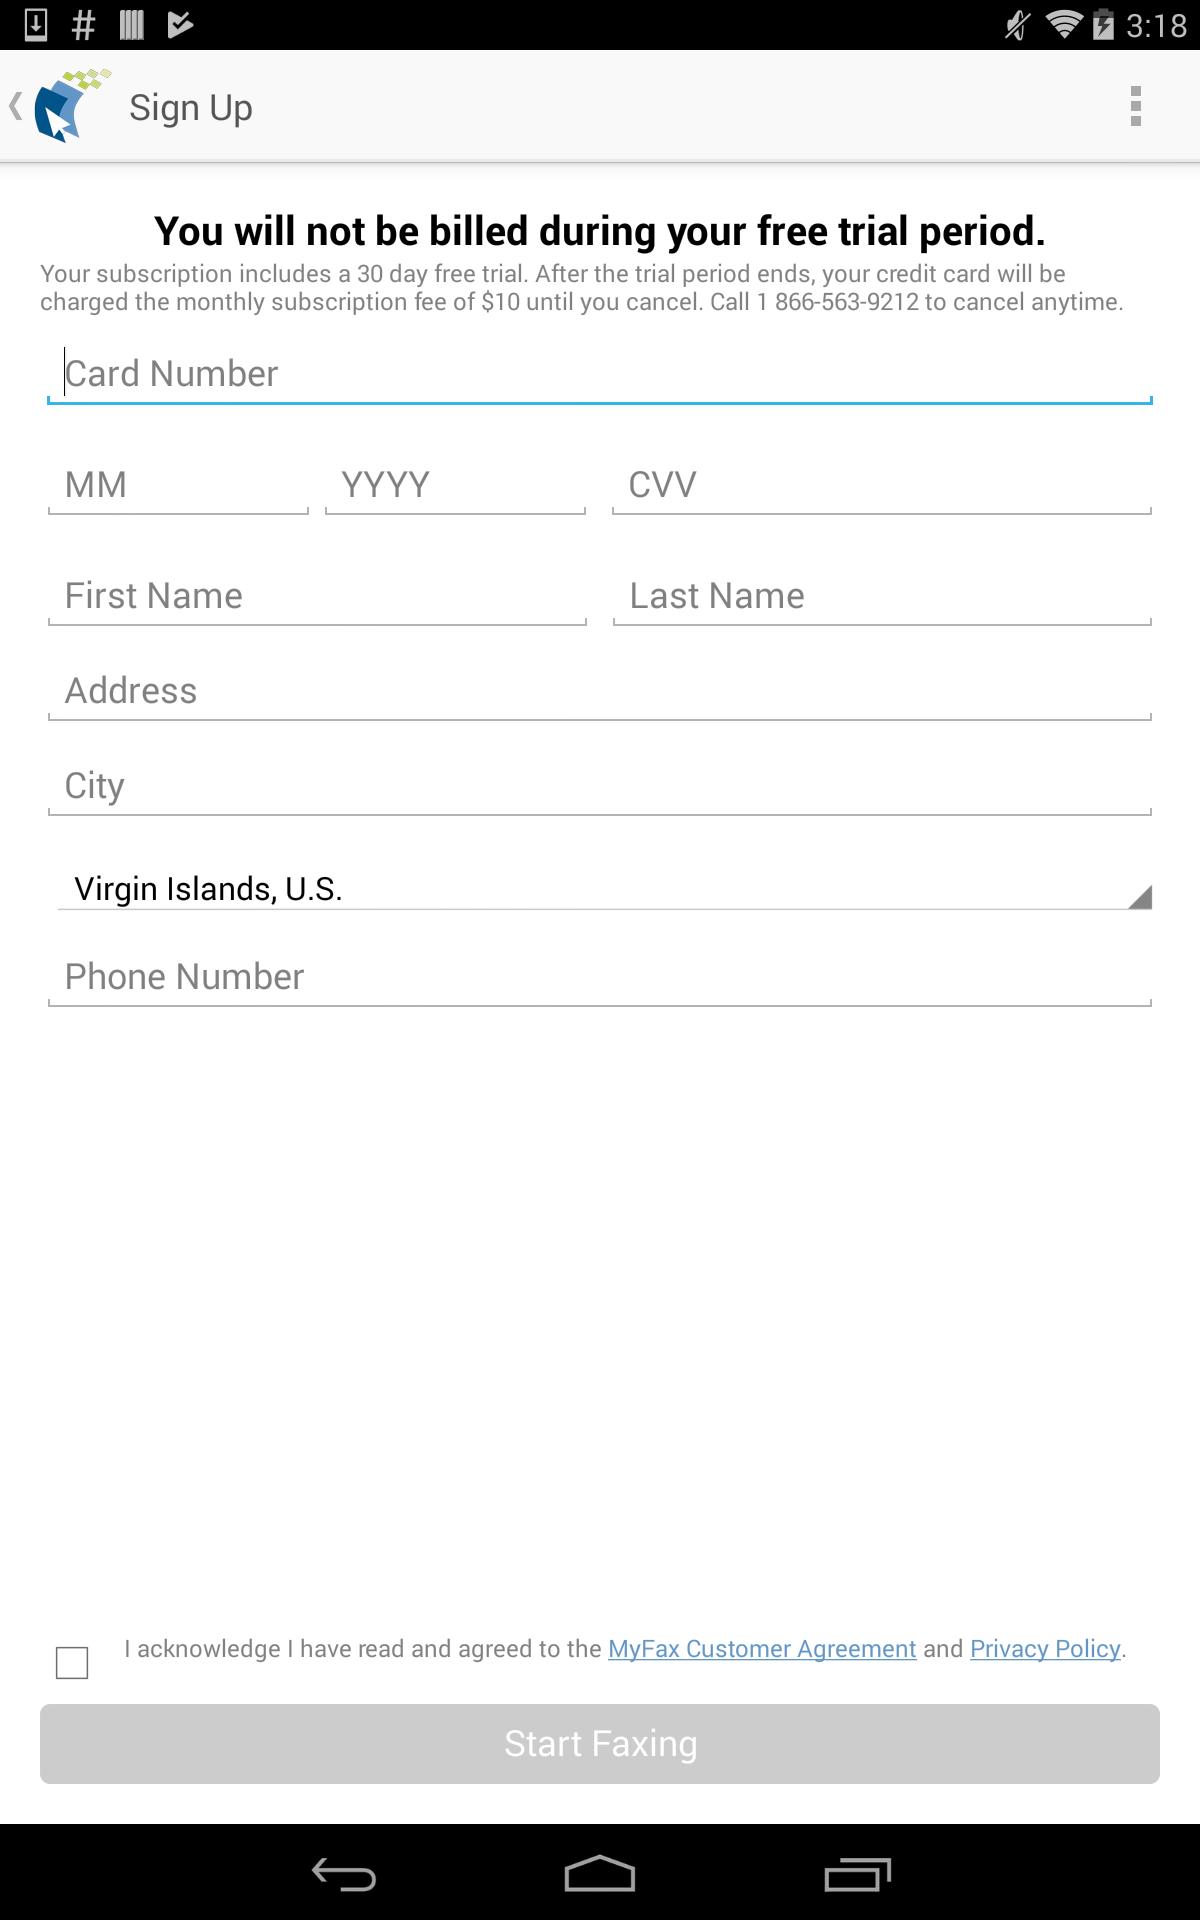 3:18
Sign Up
You will not be billed during your free trial period.
Your subscription includes a 30 day free trial. After the trial period ends, your credit card will be
charged the monthly subscription fee of $10 until you cancel. Call 1 866-563-9212 to cancel anytime.
Card Number
MM YYYY CVV
First Name Last Name
Address
City
Virgin Islands, U.S.
Phone Number
I acknowledge I have read and agreed to the MyFax Customer Agreement and Privacy Policy.
Start Faxing